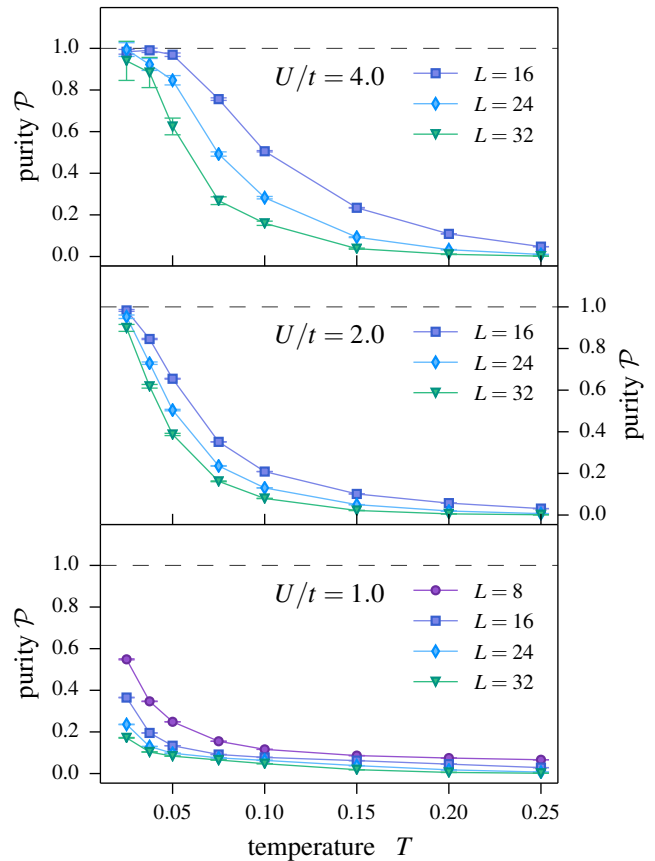 1.0
0.8
0.6
0.4
0.2
0.0
purity 𝒫
U/t = 4.0
L = 16
L = 24
L = 32
1.0
0.8
0.6
0.4
0.2
0.0
purity 𝒫
U/t = 2.0
L = 16
L = 24
L = 32
1.0
0.8
0.6
0.4
0.2
0.0
purity 𝒫
U/t = 1.0
L = 8
L = 16
L = 24
L = 32
0.05 0.10 0.15 0.20 0.25
temperature T